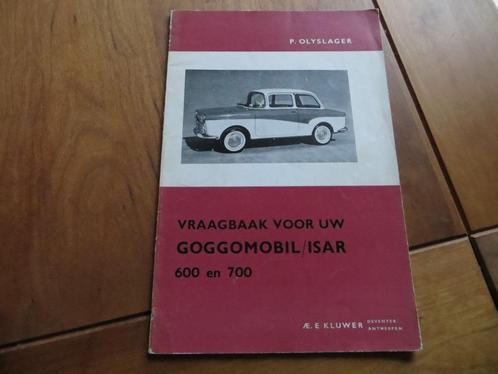 P. OLYSLAGER
VRAAGBAAK VOOR UW
GOGGOMOBIL/ISAR
600 en 700
Æ. E KLUWER
DEVENTER
ANTWERPEN